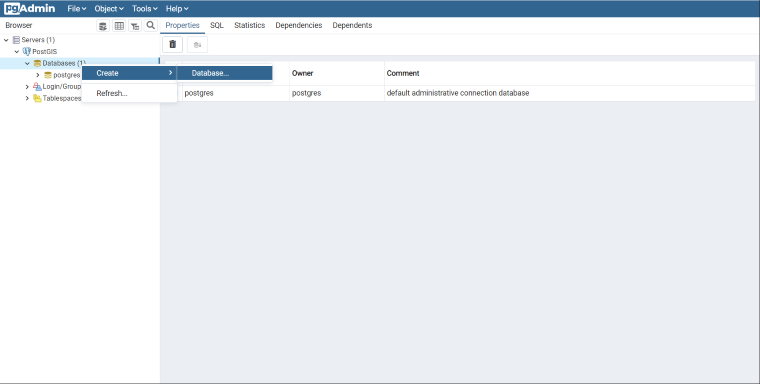 pgAdmin File Object Tools Help
Browser Properties SQL Statistics Dependencies Dependents
Servers (1)
PostGIS
Databases (1)
Create Database...
Owner Comment
postgres
Login/Group
Refresh...
postgres postgres default administrative connection database
Tablespaces